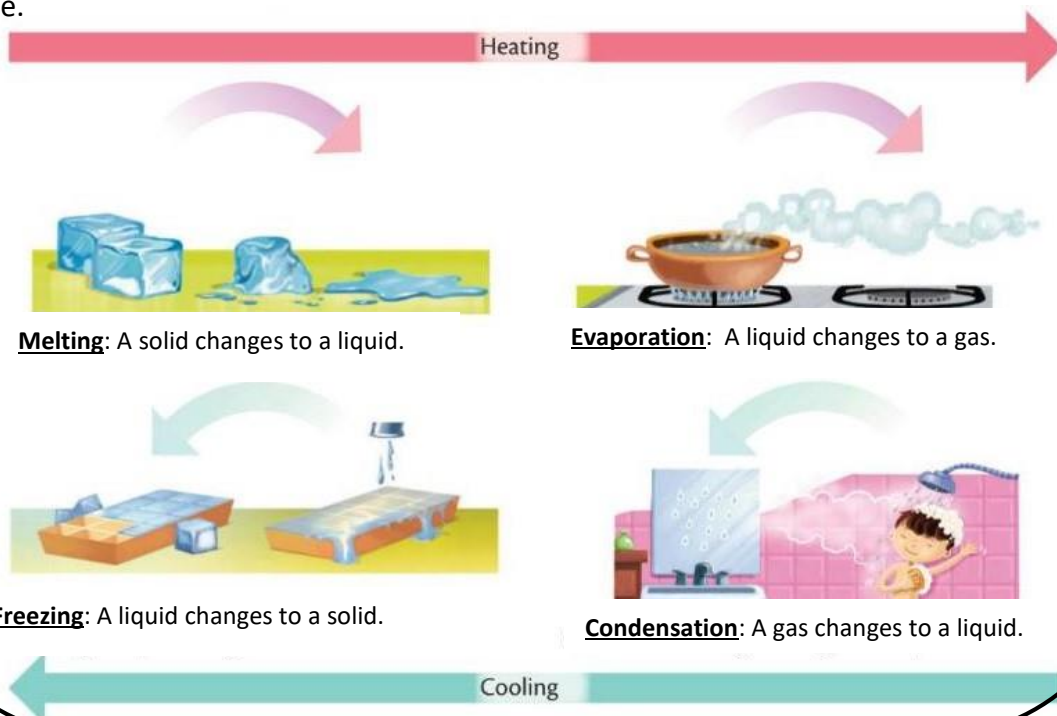 e.
Heating
Melting: A solid changes to a liquid.
Evaporation:  A liquid changes to a gas.
Freezing: A liquid changes to a solid.
Condensation: A gas changes to a liquid.
Cooling